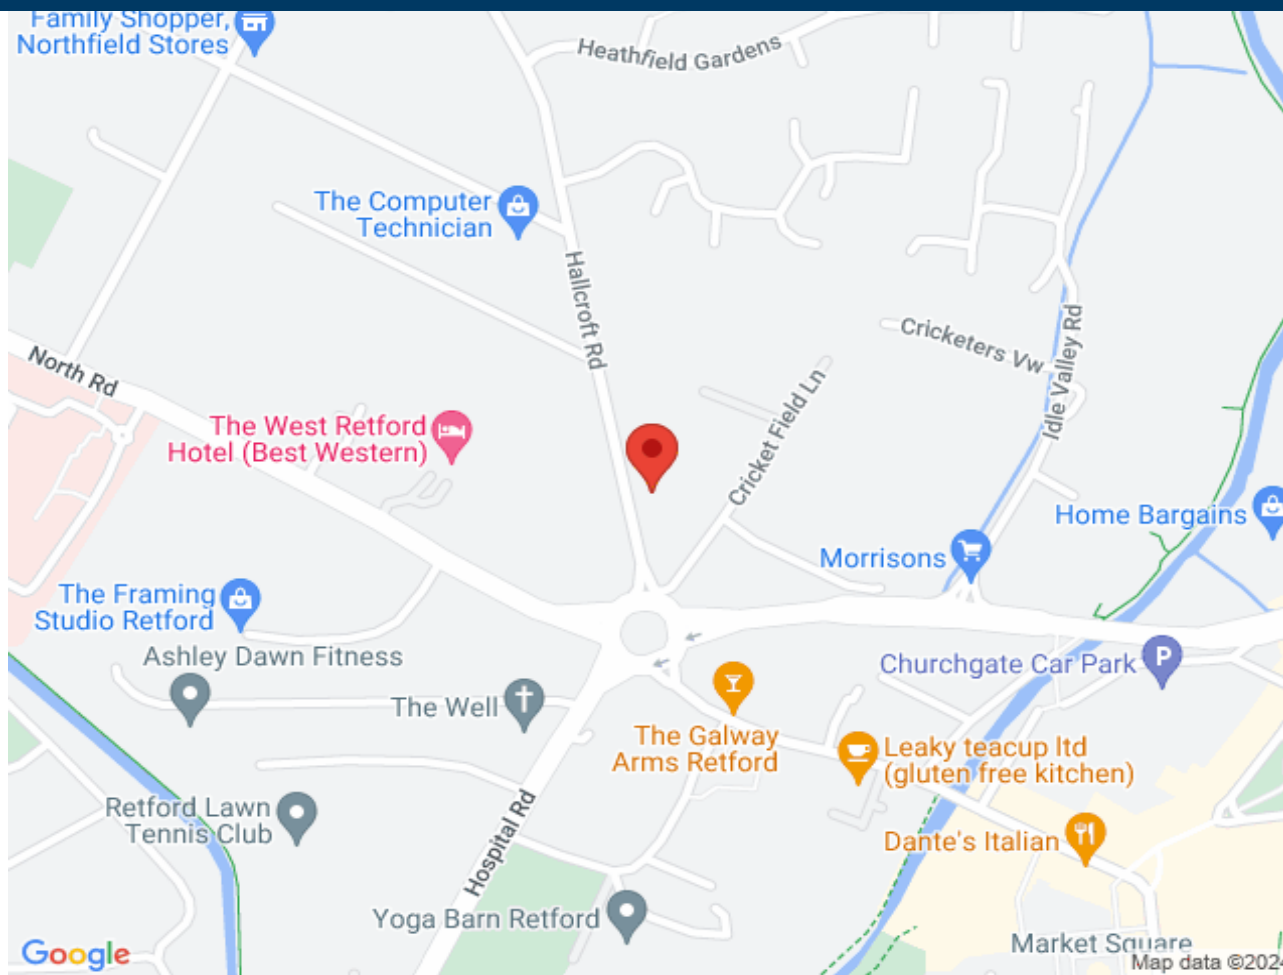 Family Shopper,
Northfield Stores
Heathfield Gardens
The Computer
Technician
Hallcroft Rd
Cricketers Vw
Idle Valley Rd
North Rd
Cricket Field Ln
The West Retford
Hotel (Best Western)
Home Bargains
Morrisons
The Framing
Studio Retford
Ashley Dawn Fitness
Churchgate Car Park
P
The Well
The Galway
Arms Retford
Leaky teacup ltd
(gluten free kitchen)
Retford Lawn
Tennis Club
Hospital Rd
Dante's Italian
Yoga Barn Retford
Market Square
Google
Map data ©2024